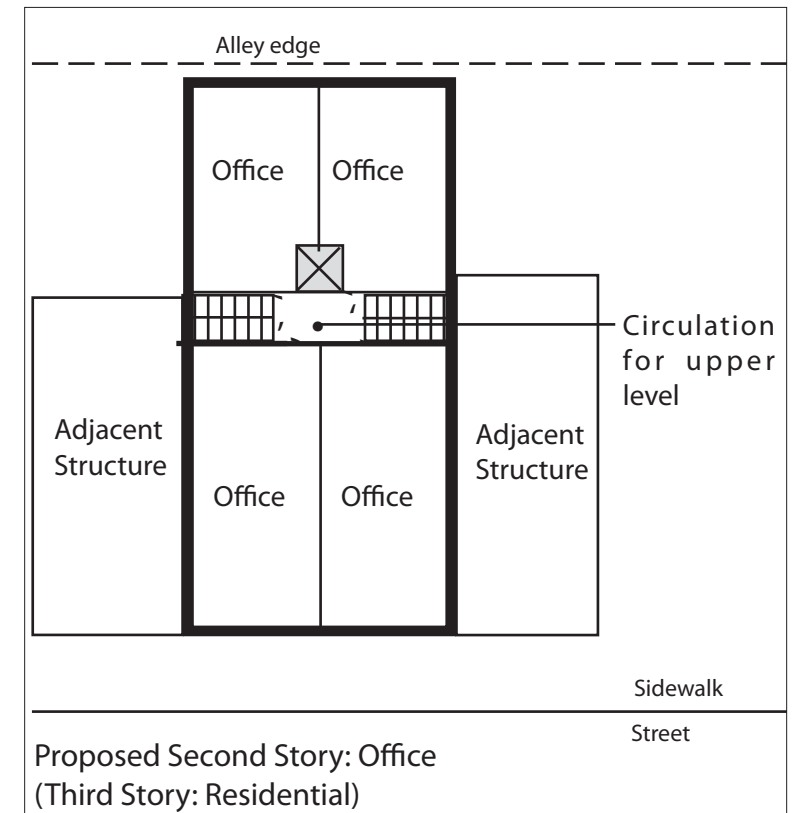 Alley edge
Office
Office
Circulation
for upper
level
Adjacent
Structure
Adjacent
Structure
Office
Office
Sidewalk
Street
Proposed Second Story: Office
(Third Story: Residential)